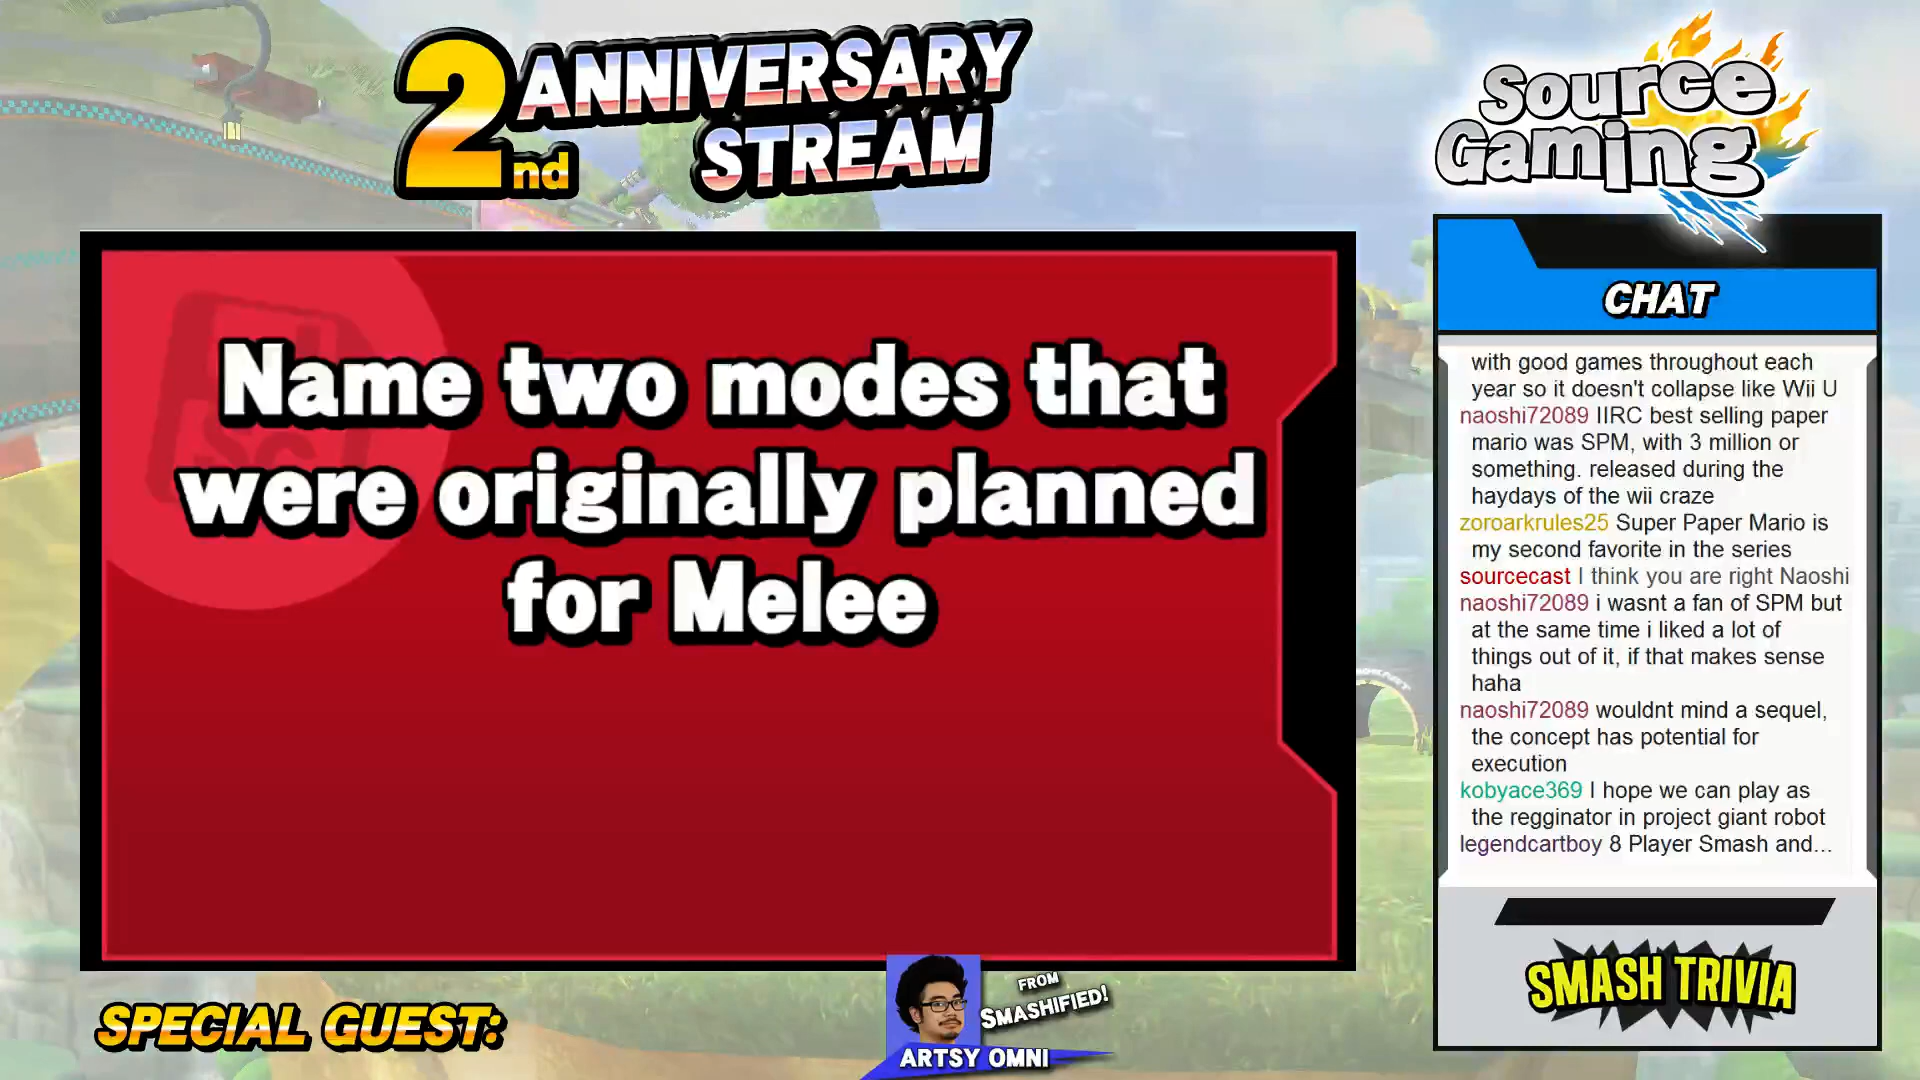 2nd ANNIVERSARY
STREAM
Source
Gaming
Name two modes that
were originally planned
for Melee
CHAT
with good games throughout each
year so it doesn't collapse like Wii U
naoshi72089 IIRC best selling paper
mario was SPM, with 3 million or
something. released during the
haydays of the wii craze
zoroarkrules25 Super Paper Mario is
my second favorite in the series
sourcecast I think you are right Naoshi
naoshi72089 i wasnt a fan of SPM but
at the same time i liked a lot of
things out of it, if that makes sense
haha
naoshi72089 wouldnt mind a sequel,
the concept has potential for
execution
kobyace369 I hope we can play as
the regginator in project giant robot
legendcartboy 8 Player Smash and...
SMASH TRIVIA
SPECIAL GUEST:
FROM
SMASHIFIED!
ARTSY OMNI